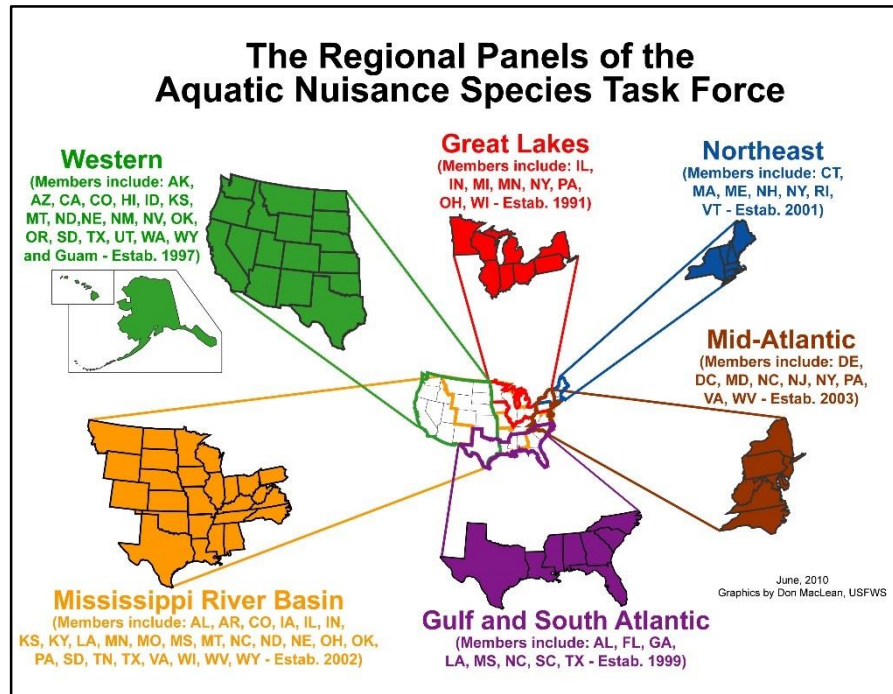 The Regional Panels of the
Aquatic Nuisance Species Task Force
Western
(Members include: AK,
AZ, CA, CO, HI, ID, KS,
MT, ND,NE, NM, NV, OK,
OR, SD, TX, UT, WA, WY
and Guam - Estab. 1997)
Great Lakes
(Members include: IL,
IN, MI, MN, NY, PA,
OH, WI - Estab. 1991)
Northeast
(Members include: CT,
MA, ME, NH, NY, RI,
VT - Estab. 2001)
Mid-Atlantic
(Members include: DE,
DC, MD, NC, NJ, NY, PA,
VA, WV - Estab. 2003)
Mississippi River Basin
(Members include: AL, AR, CO, IA, IL, IN,
KS, KY, LA, MN, MO, MS, MT, NC, ND, NE, OH, OK,
PA, SD, TN, TX, VA, WI, WV, WY - Estab. 2002)
Gulf and South Atlantic
(Members include: AL, FL, GA,
LA, MS, NC, SC, TX - Estab. 1999)
June, 2010
Graphics by Don MacLean, USFWS